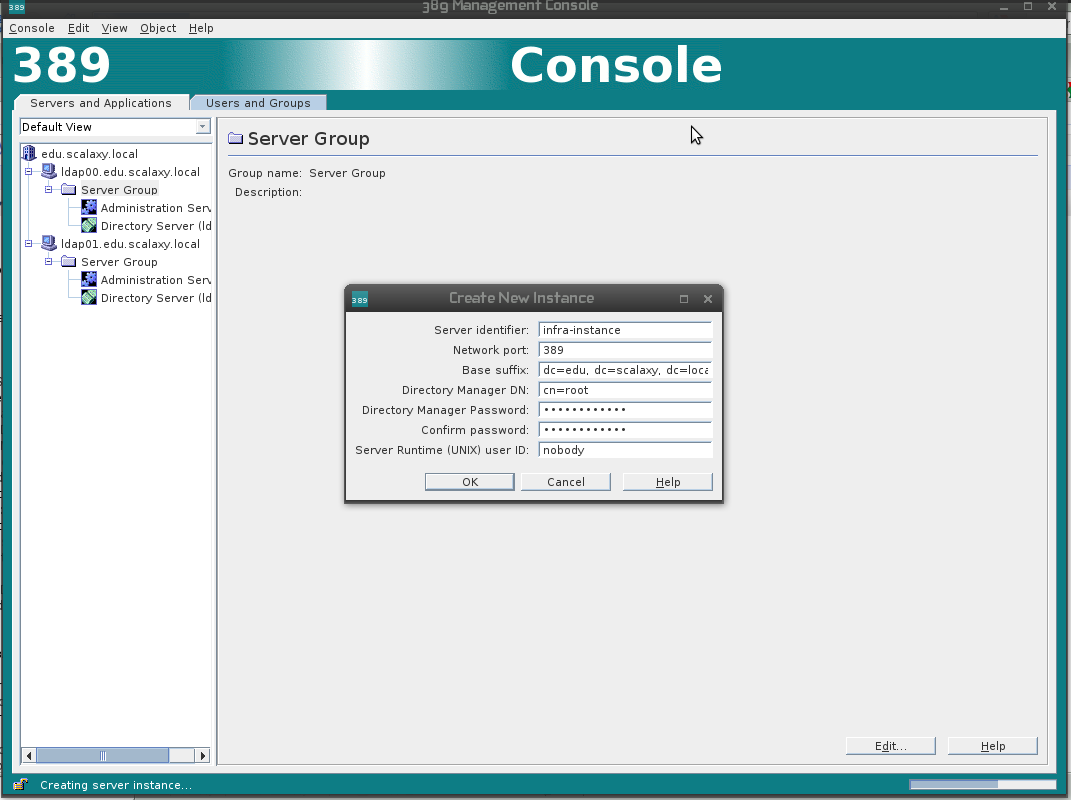 389
389 Management Console
Console Edit View Object Help
389 Console
Servers and Applications
Users and Groups
Default View
edu.scalaxy.local
ldap00.edu.scalaxy.local
Server Group
Administration Serv
Directory Server (ld
ldap01.edu.scalaxy.local
Server Group
Administration Serv
Directory Server (ld
Server Group
Group name: Server Group
Description:
389
Create New Instance
Server identifier: infra-instance
Network port: 389
Base suffix: dc=edu, dc=scalaxy, dc=loca
Directory Manager DN: cn=root
Directory Manager Password: ••••••••••••
Confirm password: ••••••••••••
Server Runtime (UNIX) user ID: nobody
OK Cancel Help
Edit... Help
Creating server instance...